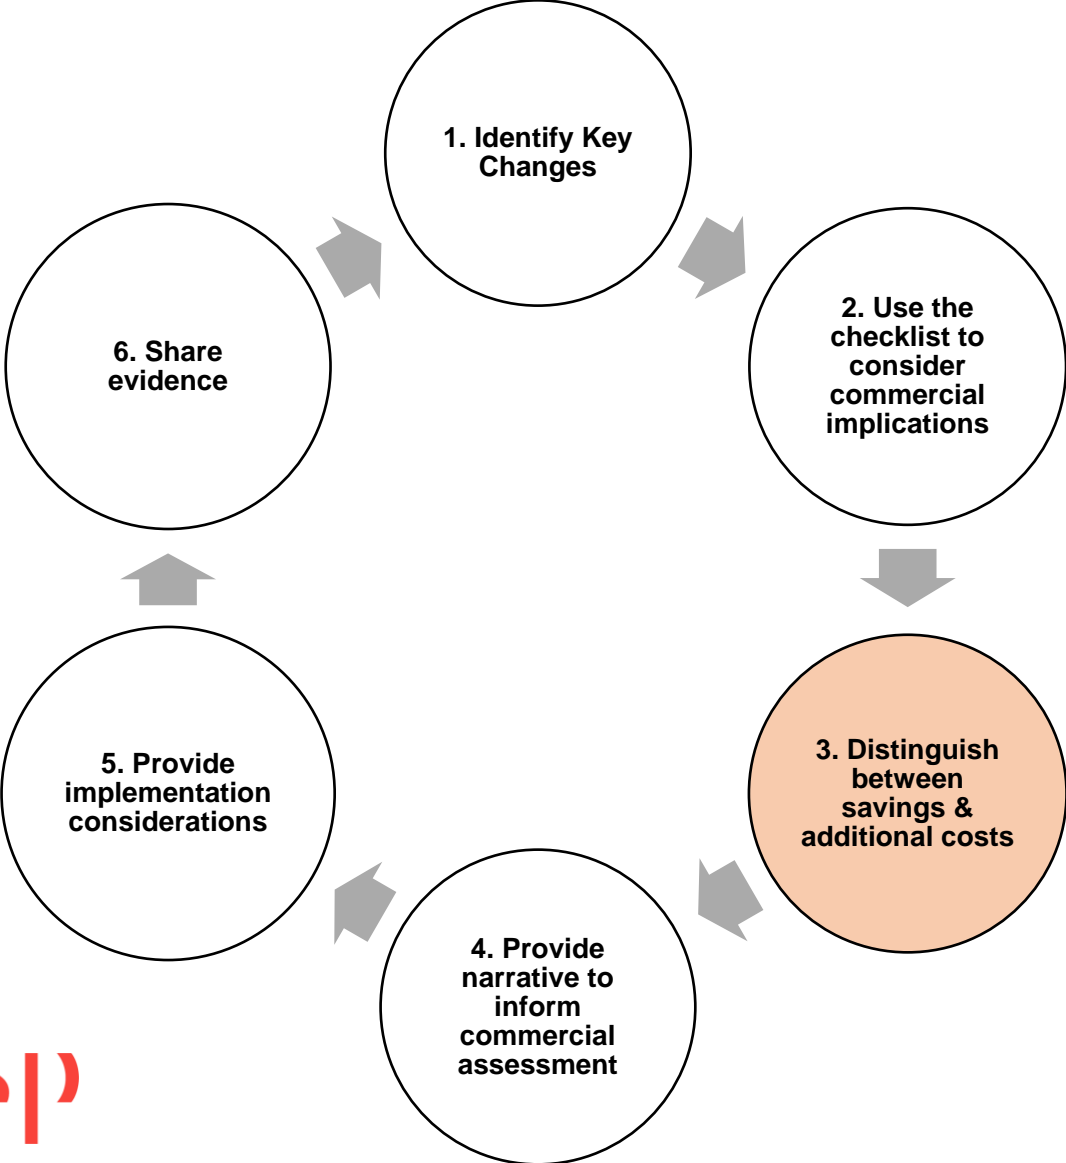 1. Identify Key
Changes
2. Use the
checklist to
consider
commercial
implications
3. Distinguish
between
savings &
additional costs
4. Provide
narrative to
inform
commercial
assessment
5. Provide
implementation
considerations
6. Share
evidence